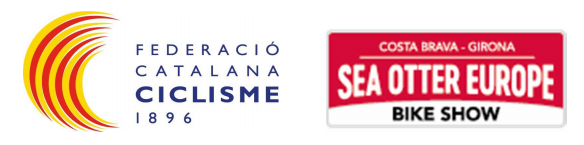 FEDERACIÓ
CATALANA
CICLISME
1896
COSTA BRAVA - GIRONA
SEA OTTER EUROPE
BIKE SHOW